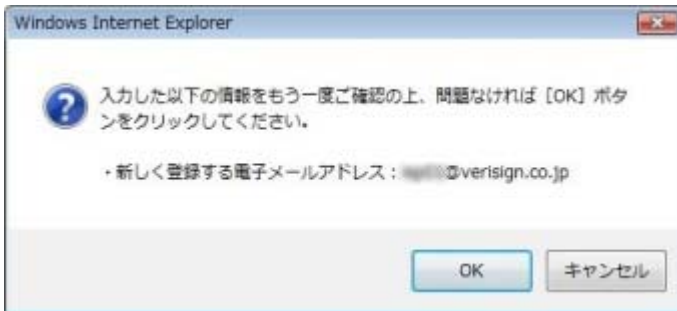 Windows Internet Explorer
入力した以下の情報をもう一度ご確認の上、問題なければ [OK] ボタ
ンをクリックしてください。
・新しく登録する電子メールアドレス : @verisign.co.jp
OK
キャンセル